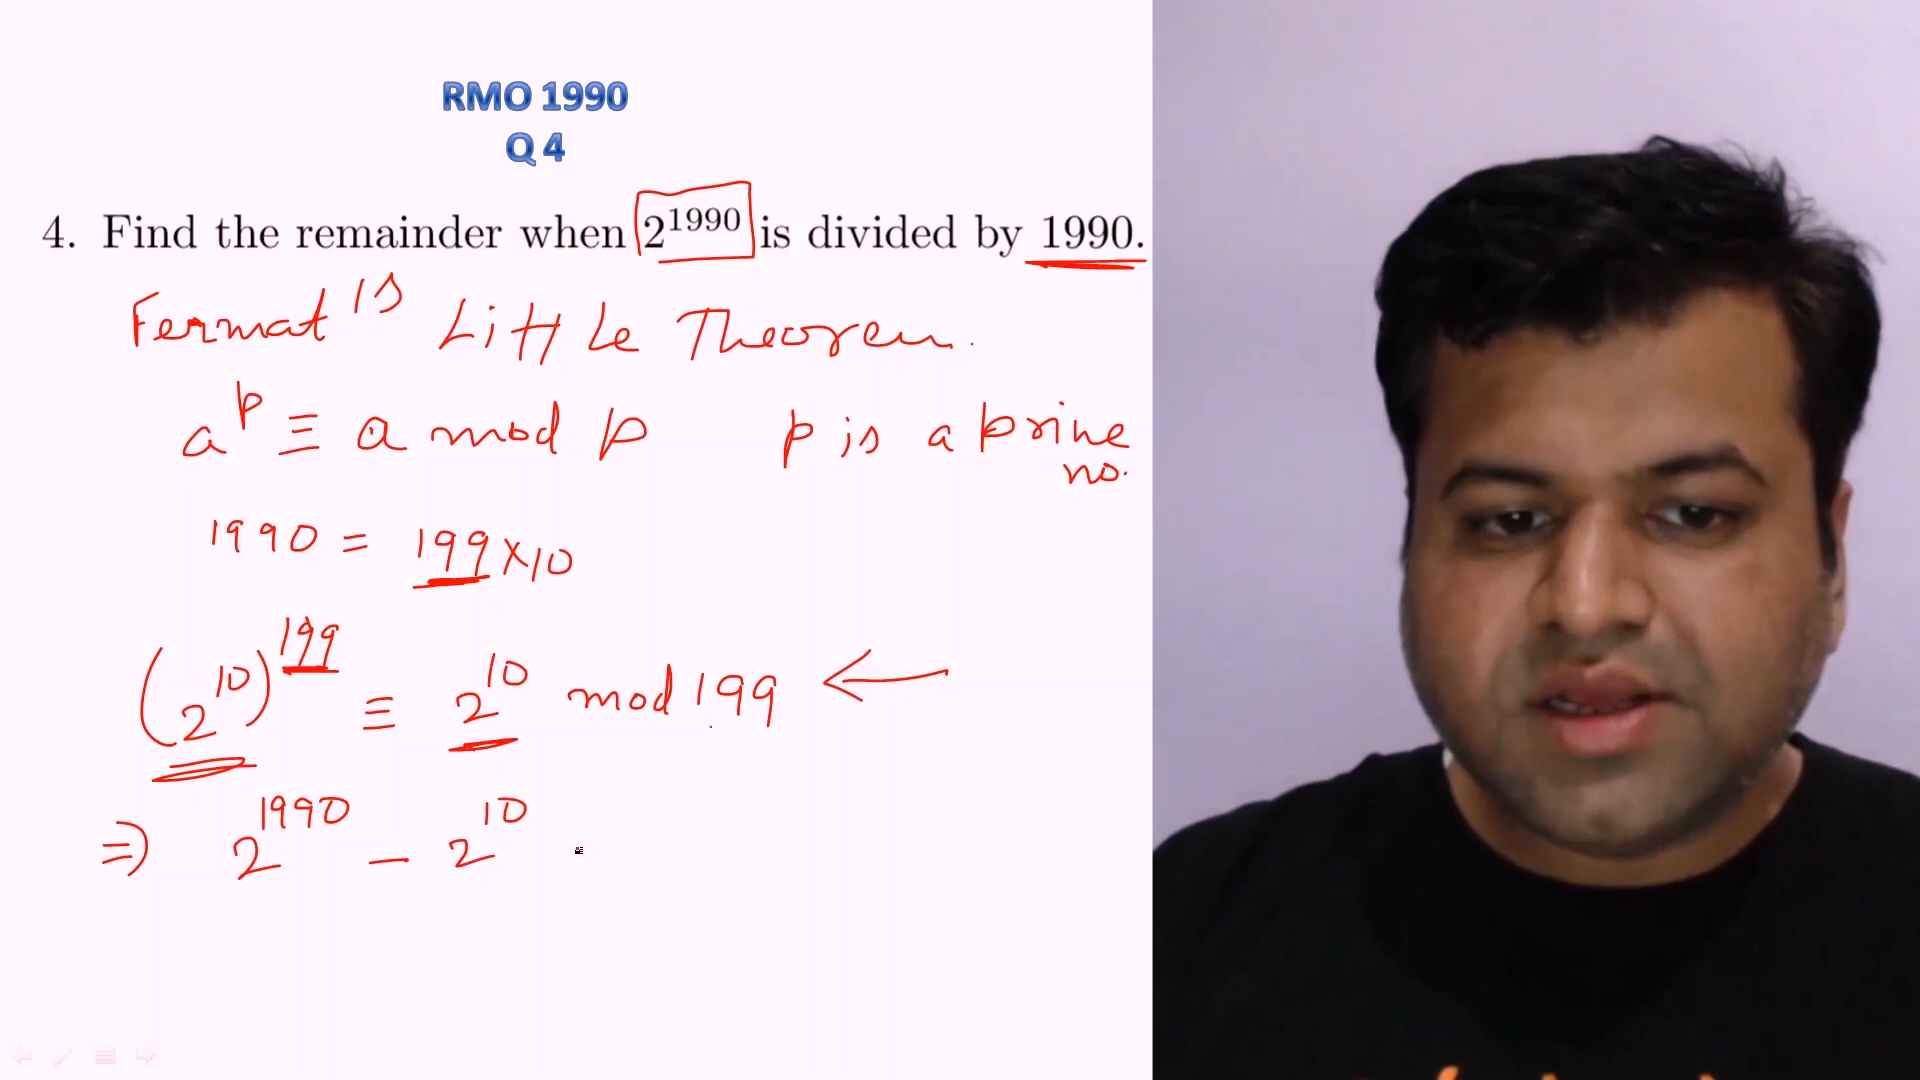 RMO 1990
Q 4
4. Find the remainder when 2^1990 is divided by 1990.
Fermat's Little Theorem.
a^p ≡ a mod p    p is a prime no.
1990 = 199 × 10
(2^10)^199 ≡ 2^10 mod 199 ←
⇒ 2^1990 − 2^10